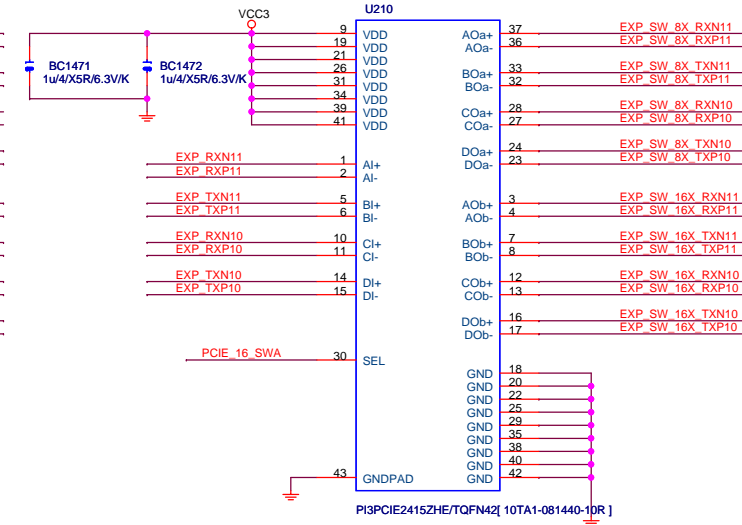 U210
VCC3
BC1471
1u/4/X5R/6.3V/K
BC1472
1u/4/X5R/6.3V/K
9 VDD
19 VDD
21 VDD
26 VDD
31 VDD
34 VDD
39 VDD
41 VDD
EXP_RXN11 1 AI+
EXP_RXP11 2 AI-
EXP_TXN11 5 BI+
EXP_TXP11 6 BI-
EXP_RXN10 10 CI+
EXP_RXP10 11 CI-
EXP_TXN10 14 DI+
EXP_TXP10 15 DI-
PCIE_16_SWA 30 SEL
43 GNDPAD
AOa+ 37 EXP_SW_8X_RXN11
AOa- 36 EXP_SW_8X_RXP11
BOa+ 33 EXP_SW_8X_TXN11
BOa- 32 EXP_SW_8X_TXP11
COa+ 28 EXP_SW_8X_RXN10
COa- 27 EXP_SW_8X_RXP10
DOa+ 24 EXP_SW_8X_TXN10
DOa- 23 EXP_SW_8X_TXP10
AOb+ 3 EXP_SW_16X_RXN11
AOb- 4 EXP_SW_16X_RXP11
BOb+ 7 EXP_SW_16X_TXN11
BOb- 8 EXP_SW_16X_TXP11
COb+ 12 EXP_SW_16X_RXN10
COb- 13 EXP_SW_16X_RXP10
DOb+ 16 EXP_SW_16X_TXN10
DOb- 17 EXP_SW_16X_TXP10
GND 18
GND 20
GND 22
GND 25
GND 29
GND 35
GND 38
GND 40
GND 42
PI3PCIE2415ZHE/TQFN42[ 10TA1-081440-10R ]